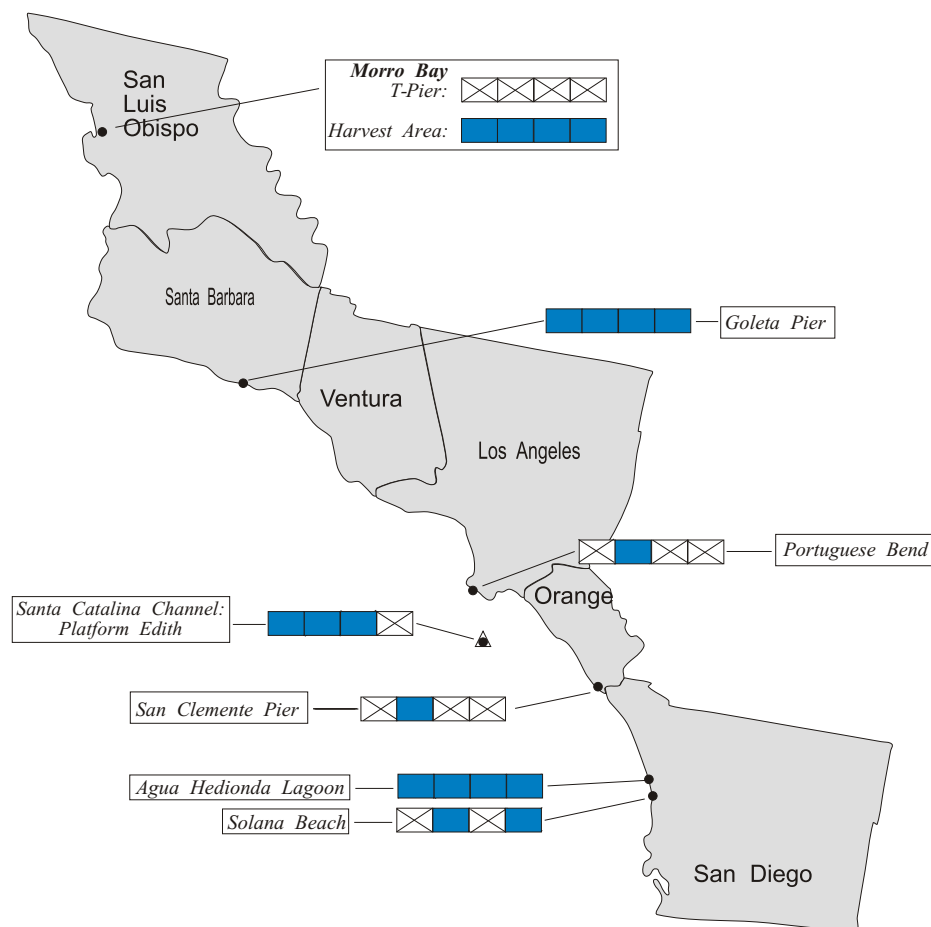 San
Luis
Obispo
Morro Bay
T-Pier:
Harvest Area:
Santa Barbara
Goleta Pier
Ventura
Los Angeles
Portuguese Bend
Orange
Santa Catalina Channel:
Platform Edith
San Clemente Pier
Agua Hedionda Lagoon
Solana Beach
San Diego